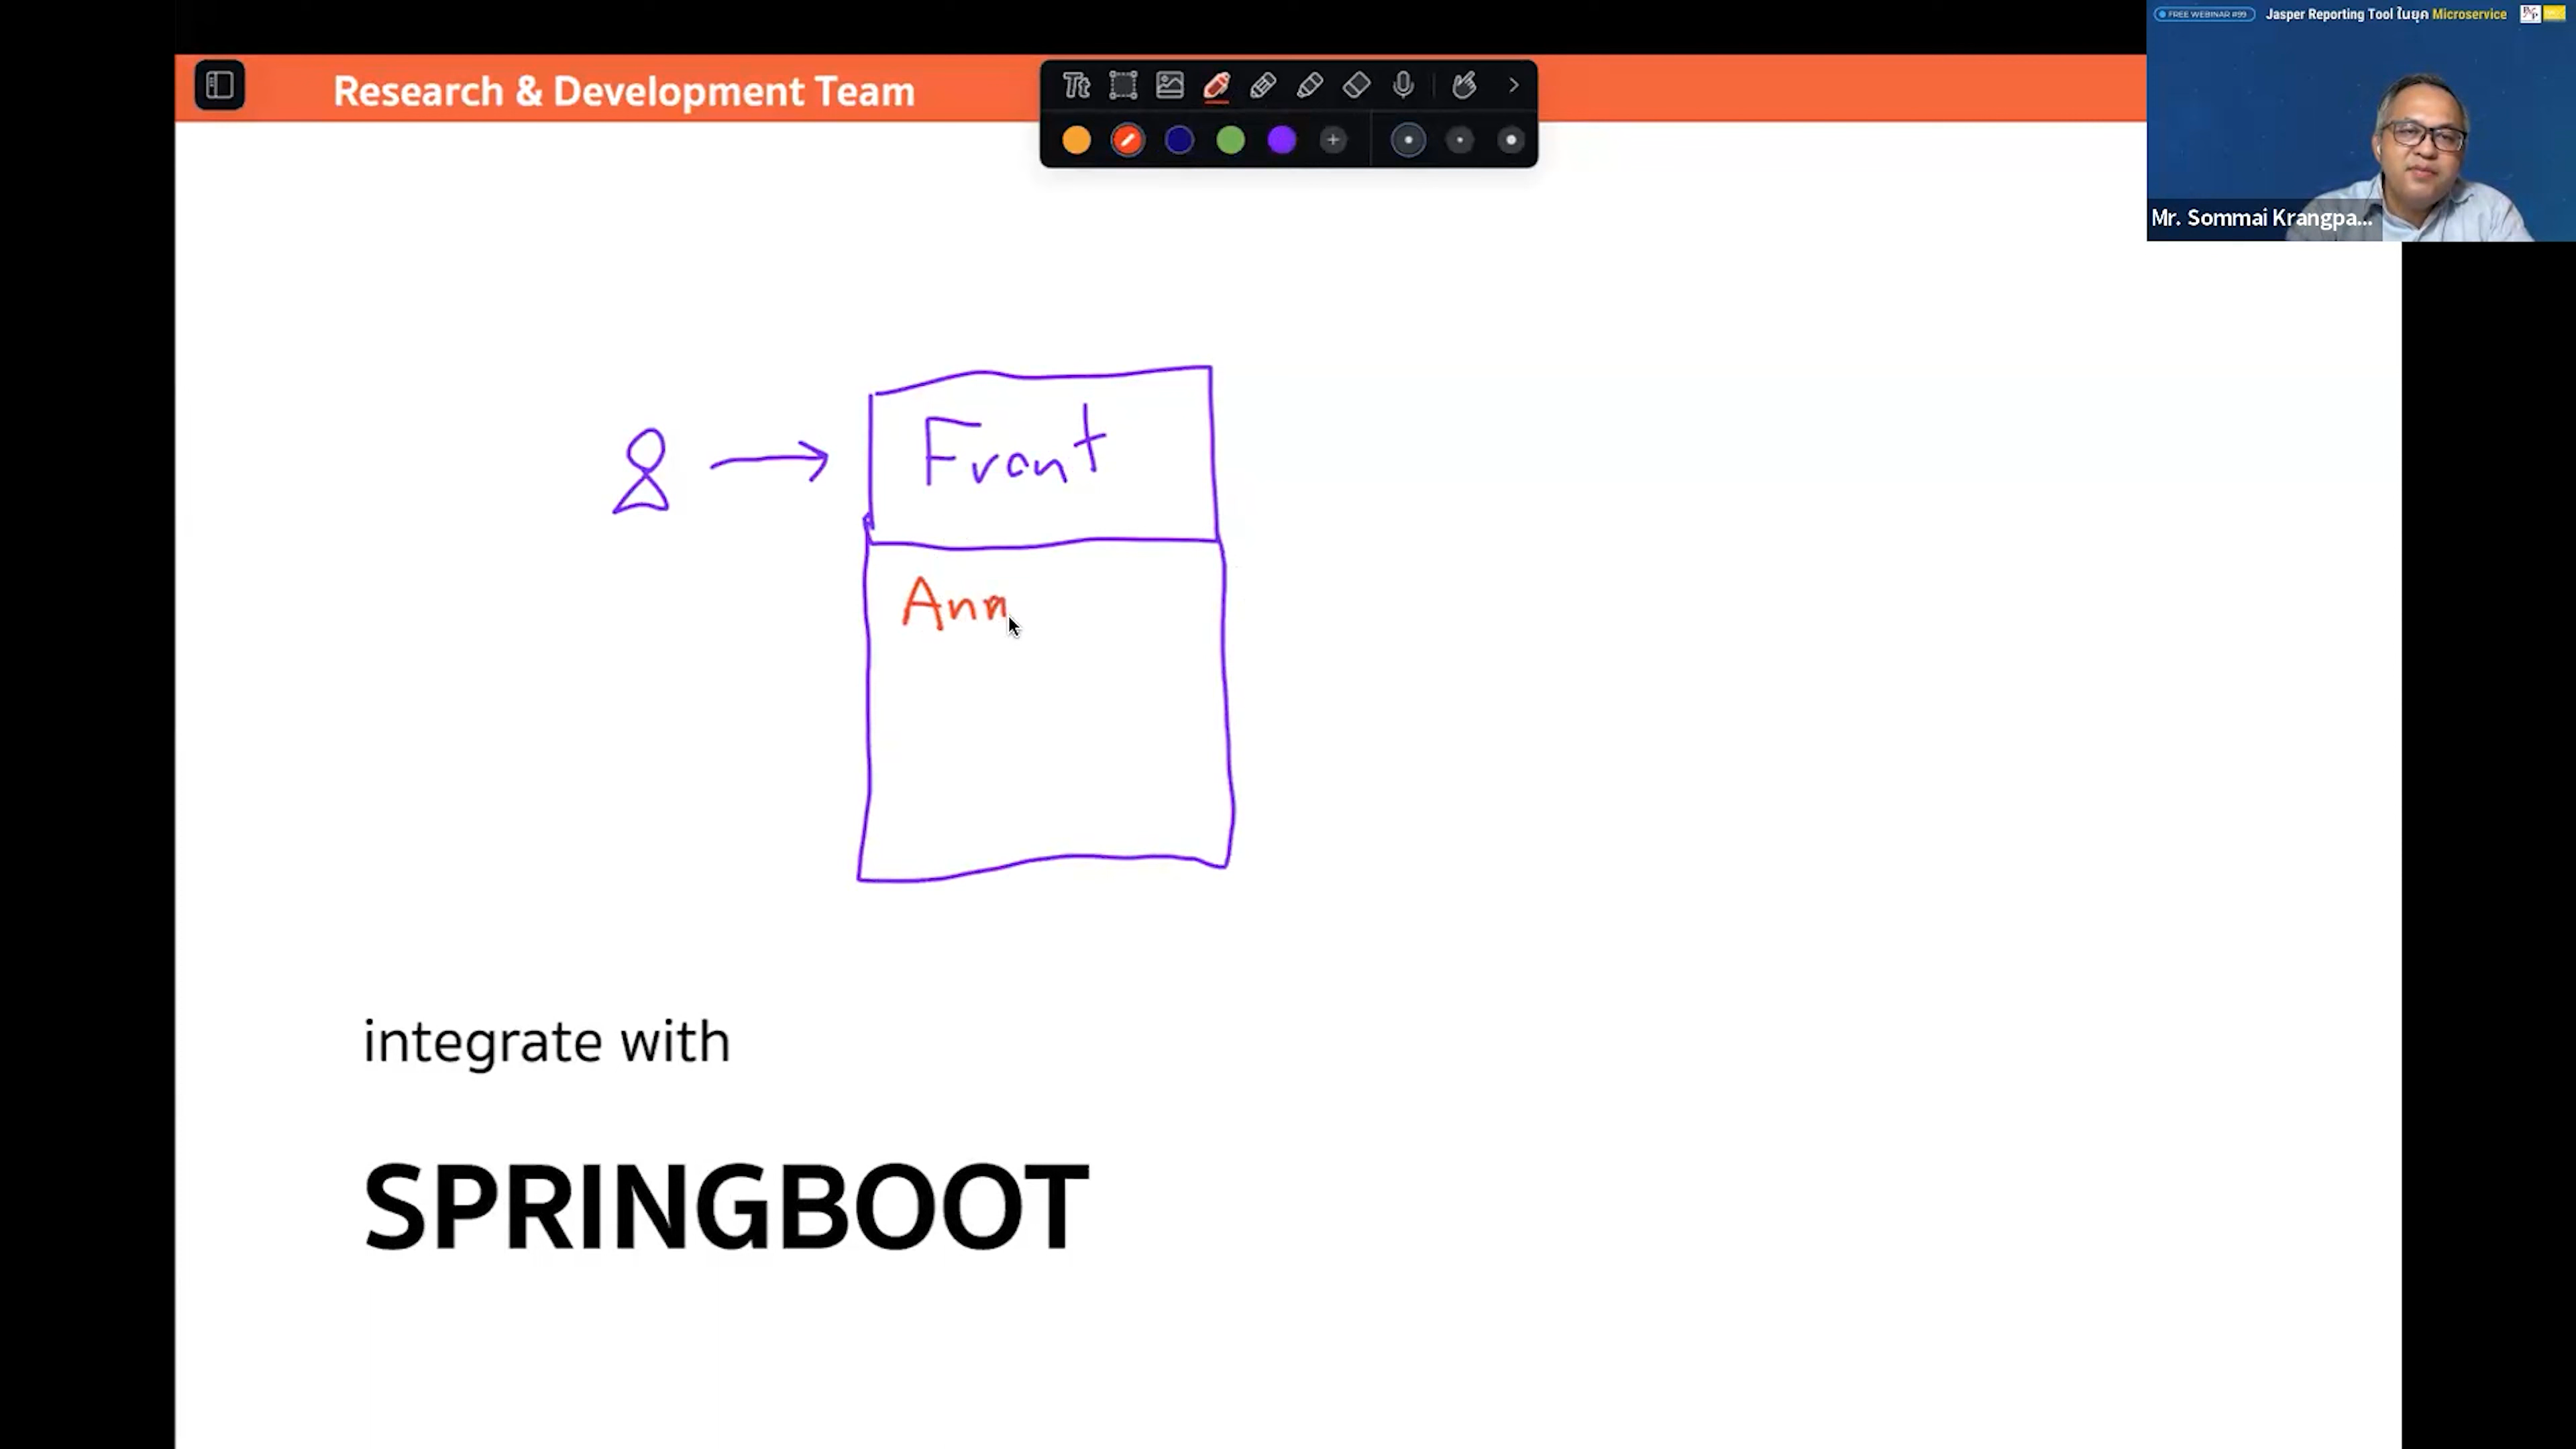 FREE WEBINAR #99 Jasper Reporting Tool ในยุค Microservice
Research & Development Team
Tt
Mr. Sommai Krangpa...
Front
Ann
integrate with
SPRINGBOOT